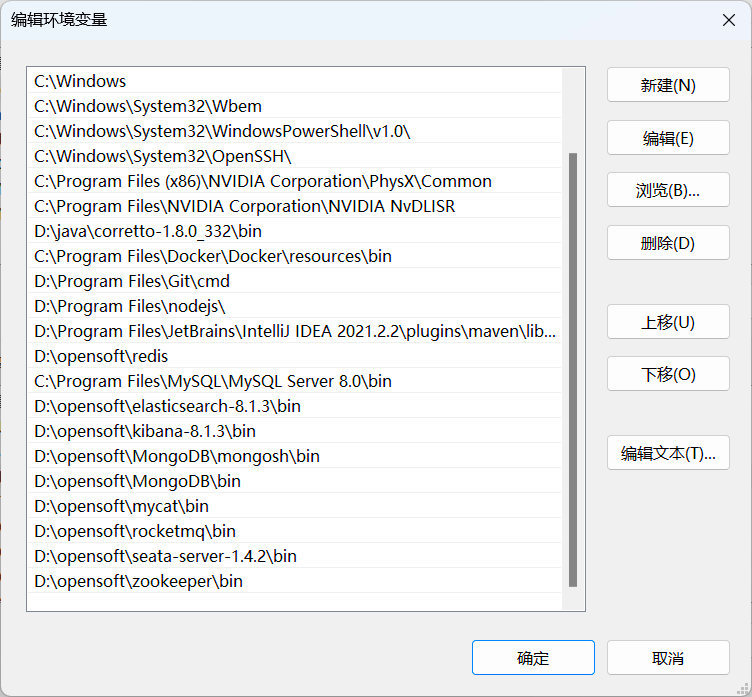 编辑环境变量
C:\Windows
C:\Windows\System32\Wbem
C:\Windows\System32\WindowsPowerShell\v1.0\
C:\Windows\System32\OpenSSH\
C:\Program Files (x86)\NVIDIA Corporation\PhysX\Common
C:\Program Files\NVIDIA Corporation\NVIDIA NvDLISR
D:\java\corretto-1.8.0_332\bin
C:\Program Files\Docker\Docker\resources\bin
D:\Program Files\Git\cmd
D:\Program Files\nodejs\
D:\Program Files\JetBrains\IntelliJ IDEA 2021.2.2\plugins\maven\lib...
D:\opensoft\redis
C:\Program Files\MySQL\MySQL Server 8.0\bin
D:\opensoft\elasticsearch-8.1.3\bin
D:\opensoft\kibana-8.1.3\bin
D:\opensoft\MongoDB\mongosh\bin
D:\opensoft\MongoDB\bin
D:\opensoft\mycat\bin
D:\opensoft\rocketmq\bin
D:\opensoft\seata-server-1.4.2\bin
D:\opensoft\zookeeper\bin
新建(N)
编辑(E)
浏览(B)...
删除(D)
上移(U)
下移(O)
编辑文本(T)...
确定
取消